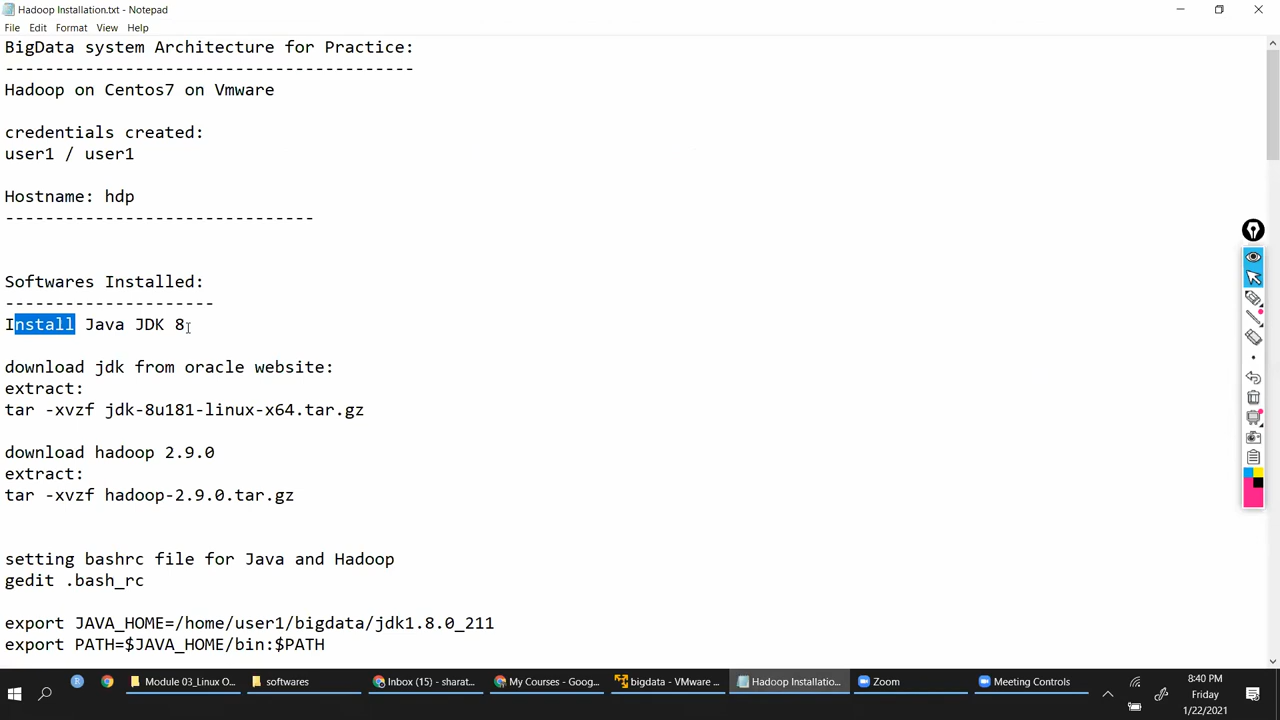 Hadoop Installation.txt - Notepad
File Edit Format View Help
BigData system Architecture for Practice:
-----------------------------------------
Hadoop on Centos7 on Vmware
credentials created:
user1 / user1
Hostname: hdp
-------------------------------
Softwares Installed:
---------------------
Install Java JDK 8
download jdk from oracle website:
extract:
tar -xvzf jdk-8u181-linux-x64.tar.gz
download hadoop 2.9.0
extract:
tar -xvzf hadoop-2.9.0.tar.gz
setting bashrc file for Java and Hadoop
gedit .bash_rc
export JAVA_HOME=/home/user1/bigdata/jdk1.8.0_211
export PATH=$JAVA_HOME/bin:$PATH
Module 03_Linux O... softwares Inbox (15) - sharat... My Courses - Goog... bigdata - VMware ... Hadoop Installatio... Zoom Meeting Controls
8:40 PM
Friday
1/22/2021